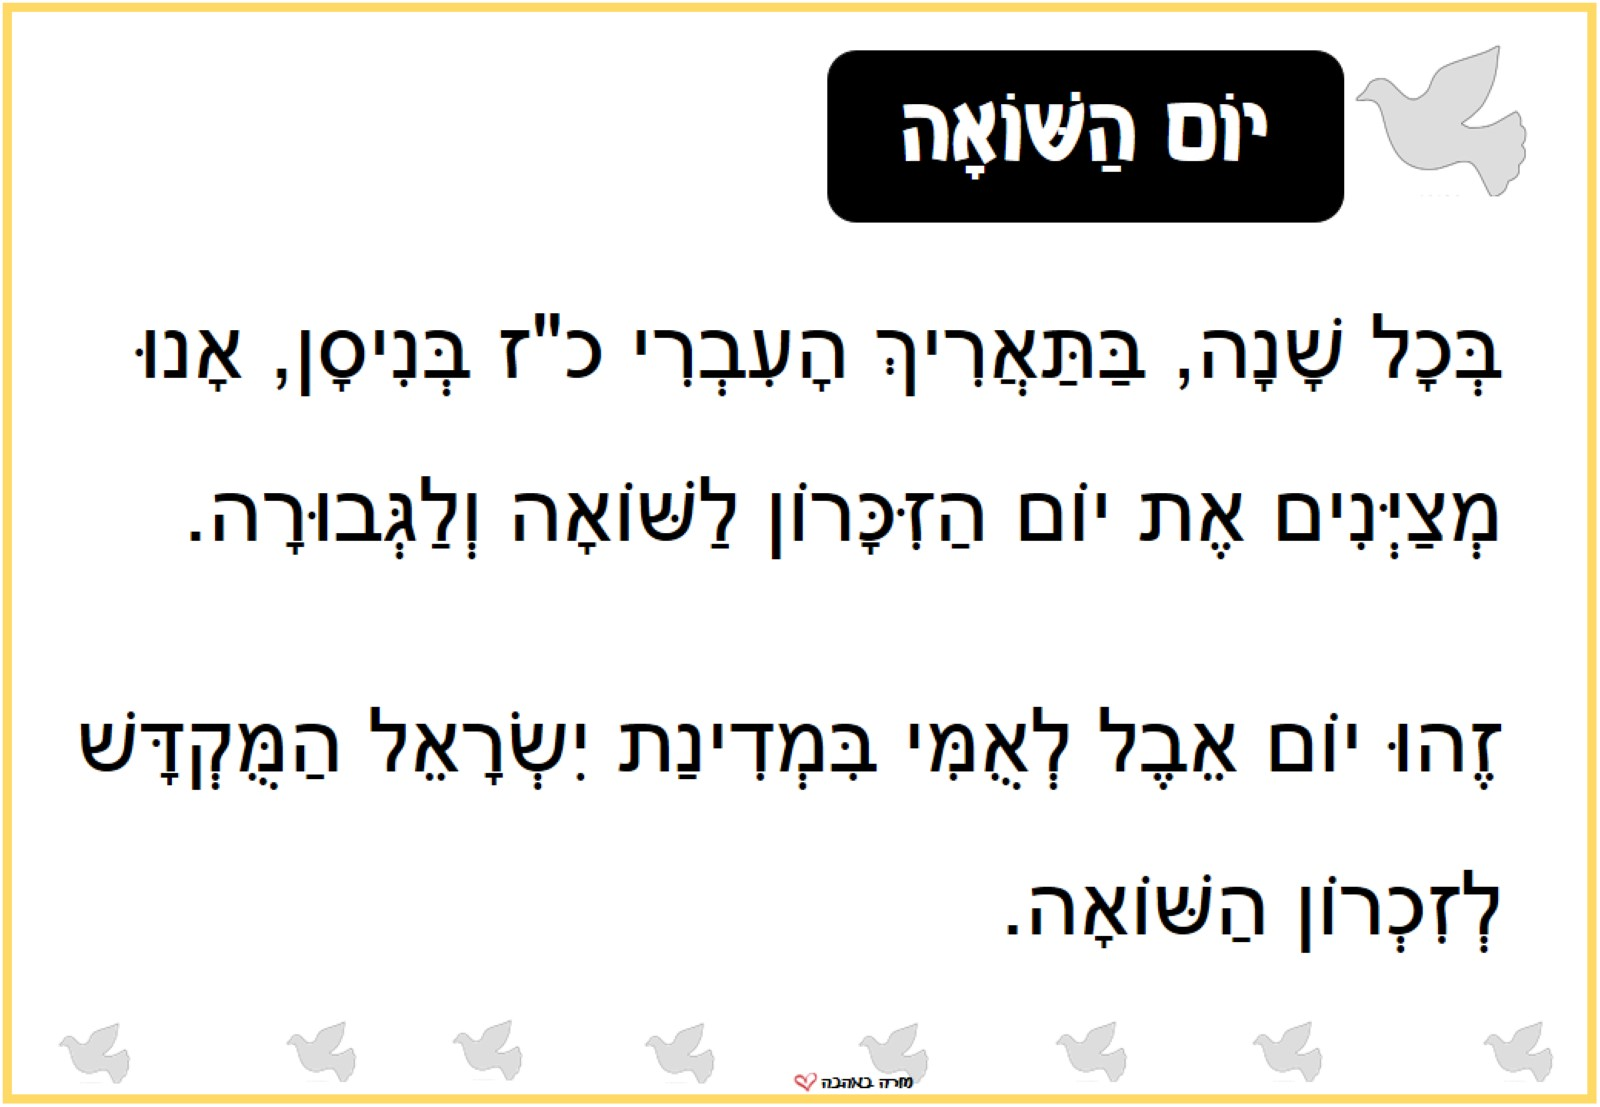 יוֹם הַשּׁוֹאָה
בְּכָל שָׁנָה, בַּתַּאֲרִיךְ הָעִבְרִי כ"ז בְּנִיסָן, אָנוּ
מְצַיְּנִים אֶת יוֹם הַזִּכָּרוֹן לַשּׁוֹאָה וְלַגְּבוּרָה.
זֶהוּ יוֹם אֵבֶל לְאֻמִּי בִּמְדִינַת יִשְׂרָאֵל הַמֻּקְדָּשׁ
לְזִכְרוֹן הַשּׁוֹאָה.
מורה באהבה